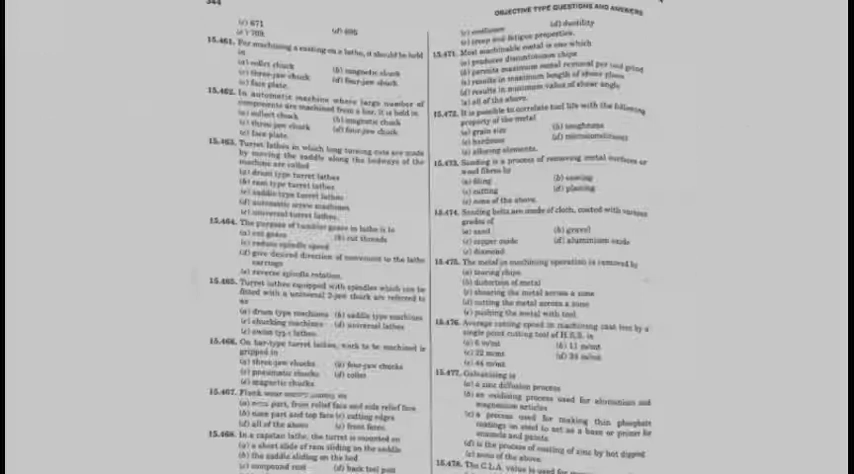 344
(c) 671
(d) 695
(e) 709.
15.461. For machining a casting on a lathe, it should be held
in
(a) collet chuck
(b) magnetic chuck
(c) three-jaw chuck
(d) four-jaw chuck
(e) face plate.
15.462. In automatic machine where large number of
components are machined from a bar, it is held in
(a) collect chuck
(b) magnetic chuck
(c) three-jaw chuck
(d) four-jaw chuck
(e) face plate.
15.463. Turret lathes in which long turning cuts are made
by moving the saddle along the bedways of the
machine are called
(a) drum type turret lathes
(b) ram type turret lathes
(c) saddle type turret lathes
(d) automatic screw machines
(e) universal turret lathes.
15.464. The purpose of tumbler gears in lathe is to
(a) cut gears
(b) cut threads
(c) reduce spindle speed
(d) give desired direction of movement to the lathe
carriage
(e) reverse spindle rotation.
15.465. Turret lathes equipped with spindles which can be
fitted with a universal 3-jaw chuck are referred to
as
(a) drum type machines (b) saddle type machines
(c) chucking machines (d) universal lathes
(e) swiss type lathes.
15.466. On bar-type turret lathes, work to be machined is
gripped in
(a) three-jaw chucks (b) four-jaw chucks
(c) pneumatic chucks (d) collet
(e) magnetic chucks.
15.467. Flank wear occurs mainly on
(a) nose part, front relief face and side relief face
(b) nose part and top face (c) cutting edges
(d) all of the above (e) front faces.
15.468. In a capstan lathe, the turret is mounted on
(a) a short slide of ram sliding on the saddle
(b) the saddle sliding on the bed
(c) compound rest (d) back tool post
OBJECTIVE TYPE QUESTIONS AND ANSWERS
(d) ductility
(e) creep and fatigue properties.
15.471. Most machinable metal is one which
(a) produces discontinuous chips
(b) permits maximum metal removal per tool grind
(c) results in maximum length of shear plane
(d) results in minimum value of shear angle
(e) all of the above.
15.472. It is possible to correlate tool life with the following
property of the metal
(a) grain size
(b) toughness
(c) hardness
(d) microconstituents
(e) alloying elements.
15.473. Sanding is a process of removing metal surfaces or
wood fibres by
(a) filing
(b) sawing
(c) cutting
(d) planing
(e) none of the above.
15.474. Sanding belts are made of cloth, coated with various
grades of
(a) sand
(b) gravel
(c) copper oxide
(d) aluminium oxide
(e) diamond.
15.475. The metal in machining operation is removed by
(a) tearing chips
(b) distortion of metal
(c) shearing the metal across a zone
(d) cutting the metal across a zone
(e) pushing the metal with tool.
15.476. Average cutting speed in machining cast iron by a
single point cutting tool of H.S.S. is
(a) 6 m/mt
(b) 11 m/mt
(c) 22 m/mt
(d) 34 m/mt
(e) 44 m/mt.
15.477. Galvanising is
(a) a zinc diffusion process
(b) an oxidising process used for aluminium and
magnesium articles
(c) a process used for making thin phosphate
coatings on steel to act as a base or primer for
enamels and paints
(d) is the process of coating of zinc by hot dipping
(e) none of the above.
15.478. The C.L.A. value is used for